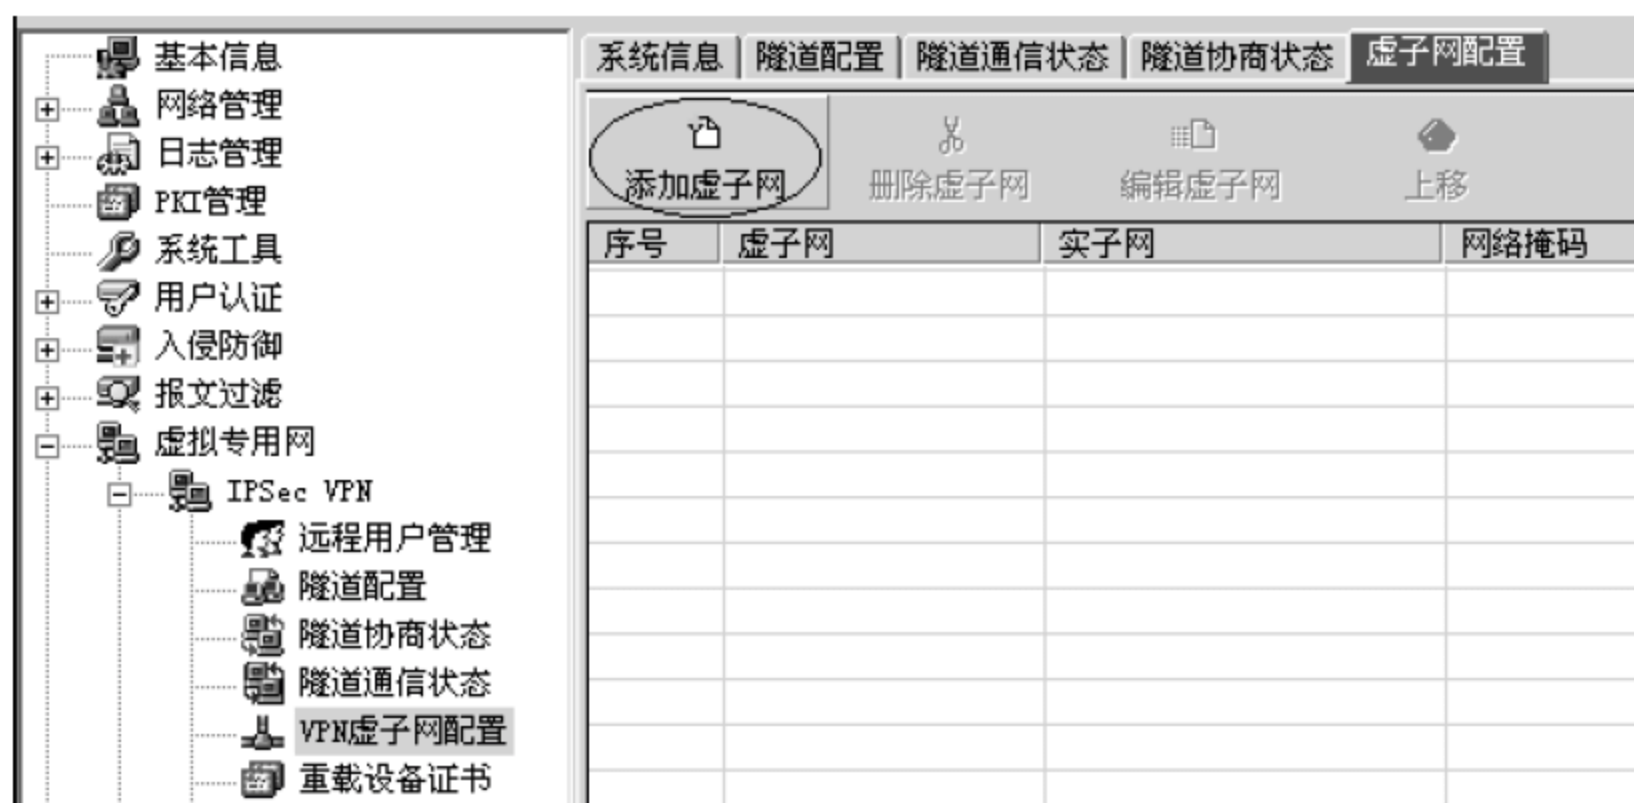 基本信息
网络管理
日志管理
PKI管理
系统工具
用户认证
入侵防御
报文过滤
虚拟专用网
IPSec VPN
远程用户管理
隧道配置
隧道协商状态
隧道通信状态
VPN虚子网配置
重载设备证书
系统信息 隧道配置 隧道通信状态 隧道协商状态 虚子网配置
添加虚子网 删除虚子网 编辑虚子网 上移
序号 虚子网 实子网 网络掩码